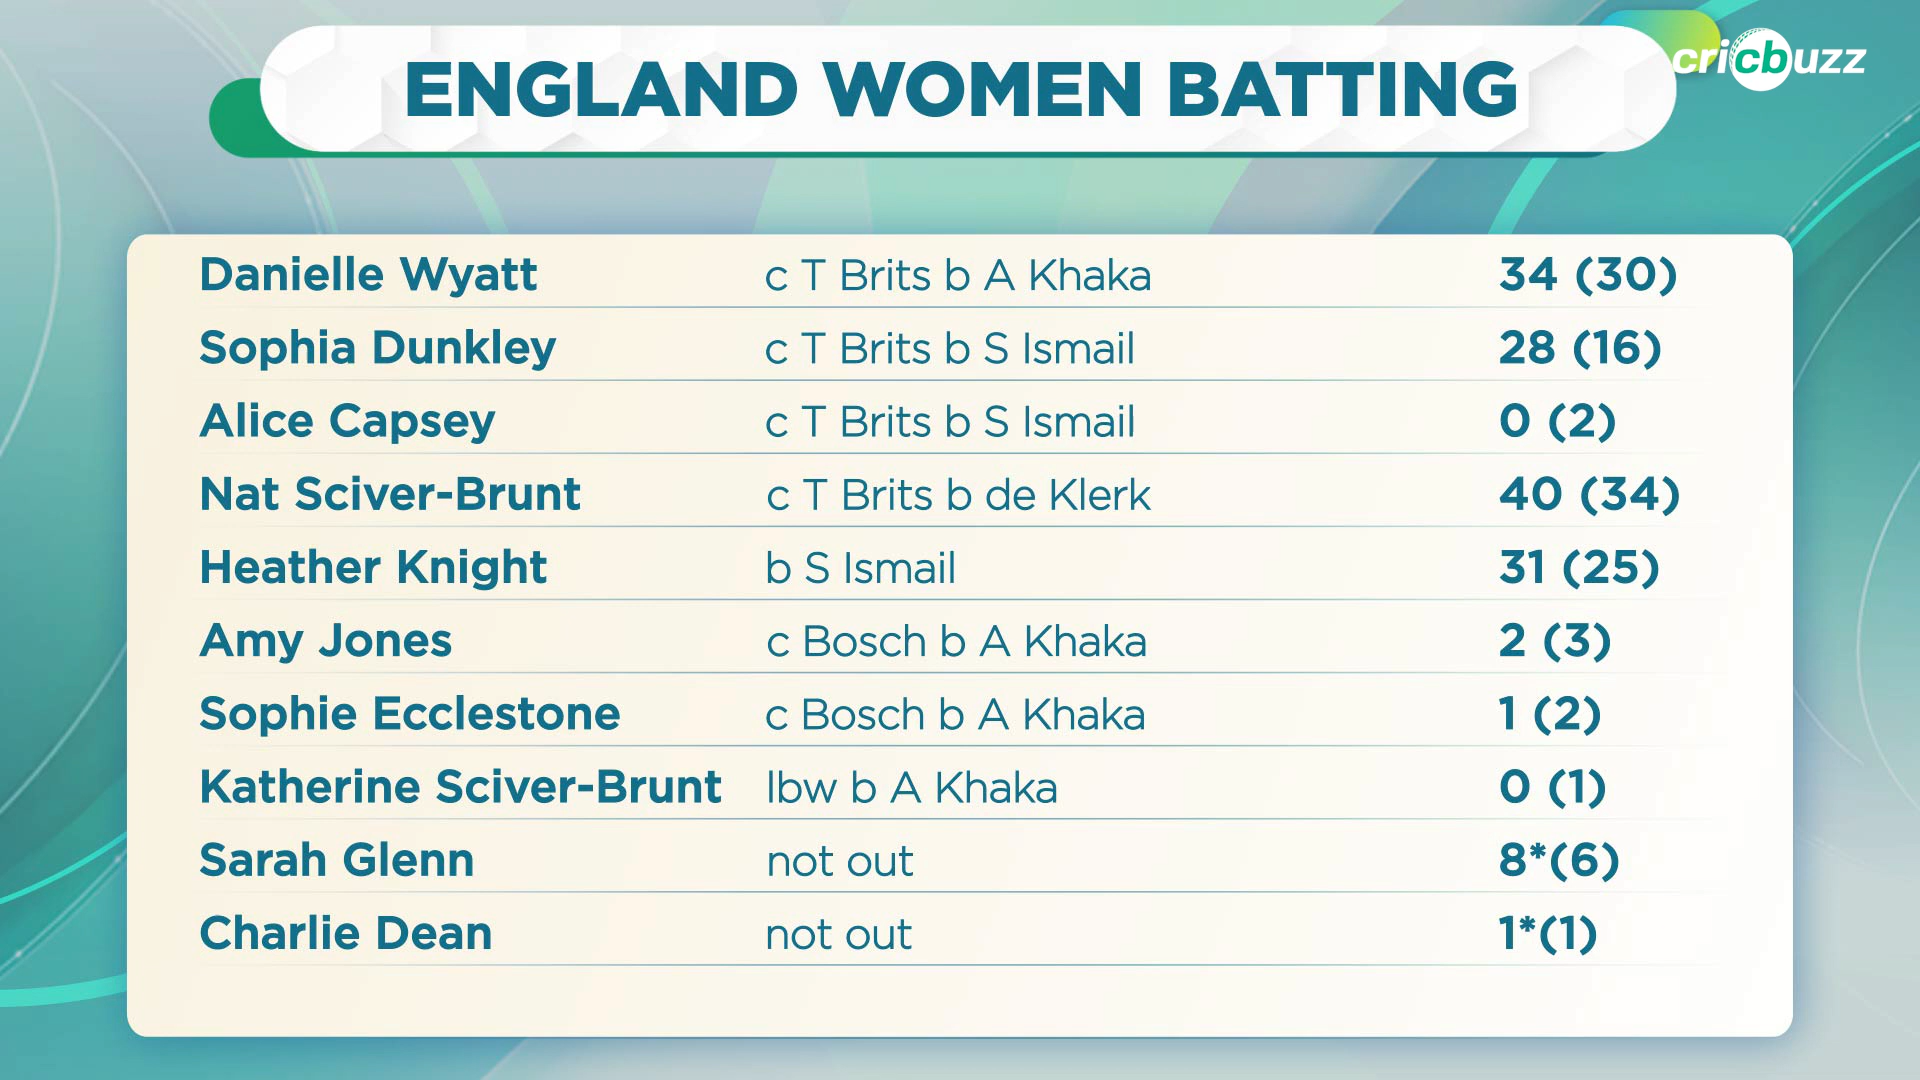 ENGLAND WOMEN BATTING
cricbuzz
Danielle Wyatt c T Brits b A Khaka 34 (30)
Sophia Dunkley c T Brits b S Ismail 28 (16)
Alice Capsey c T Brits b S Ismail 0 (2)
Nat Sciver-Brunt c T Brits b de Klerk 40 (34)
Heather Knight b S Ismail 31 (25)
Amy Jones c Bosch b A Khaka 2 (3)
Sophie Ecclestone c Bosch b A Khaka 1 (2)
Katherine Sciver-Brunt lbw b A Khaka 0 (1)
Sarah Glenn not out 8*(6)
Charlie Dean not out 1*(1)